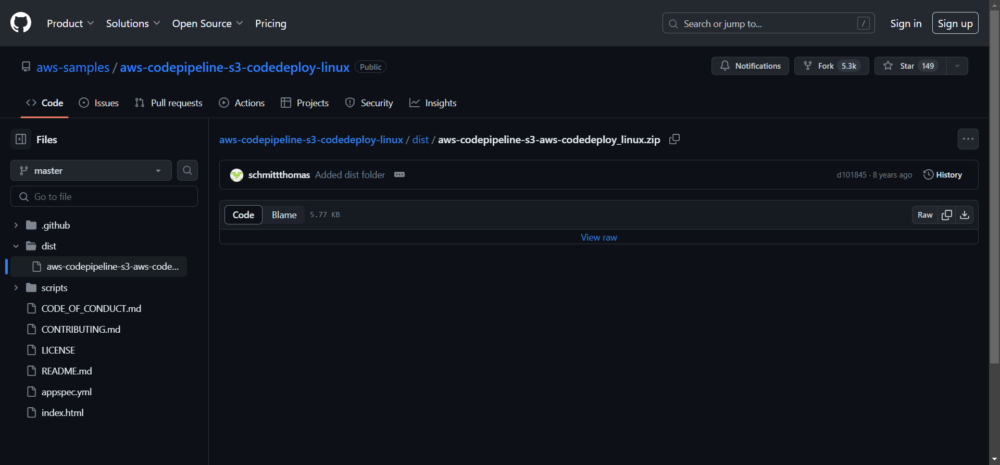 Product Solutions Open Source Pricing Search or jump to... / Sign in Sign up
aws-samples / aws-codepipeline-s3-codedeploy-linux Public Notifications Fork 5.3k Star 149
Code Issues Pull requests Actions Projects Security Insights
Files
master
Go to file
.github
dist
aws-codepipeline-s3-aws-code...
scripts
CODE_OF_CONDUCT.md
CONTRIBUTING.md
LICENSE
README.md
appspec.yml
index.html
aws-codepipeline-s3-codedeploy-linux / dist / aws-codepipeline-s3-aws-codedeploy_linux.zip
schmittthomas Added dist folder d101845 · 8 years ago History
Code Blame 5.77 KB Raw
View raw